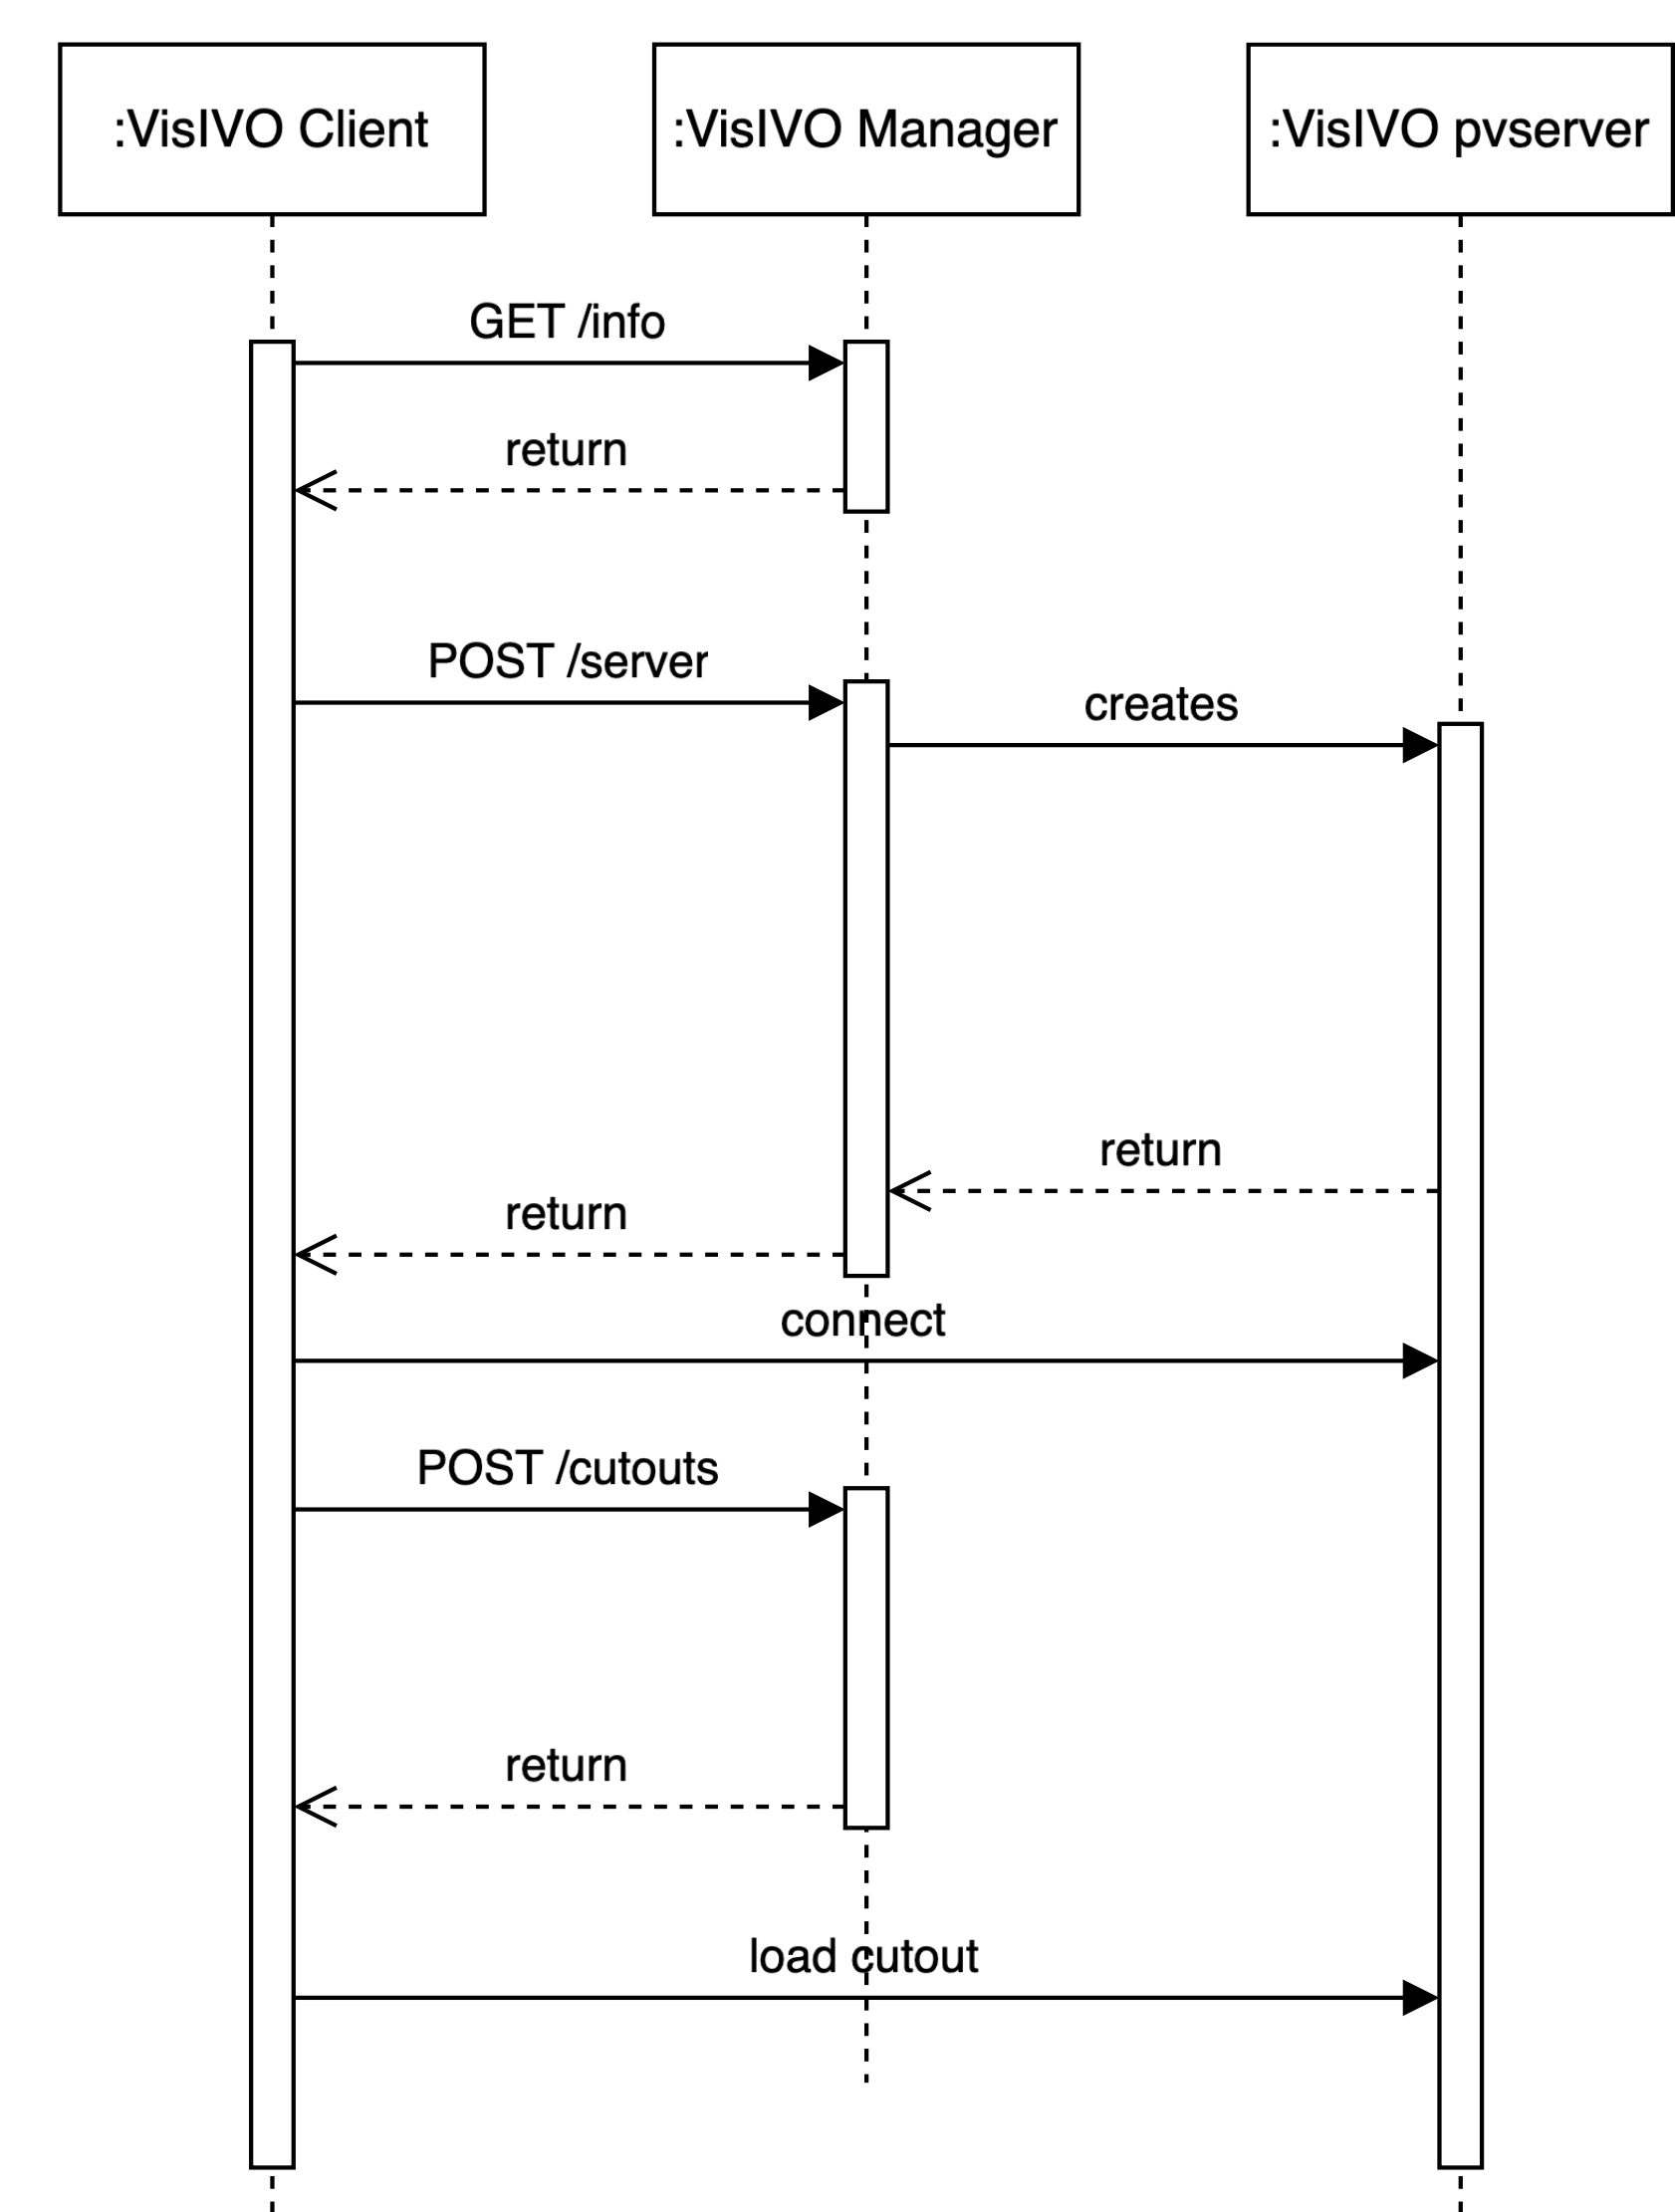 :VisIVO Client
:VisIVO Manager
:VisIVO pvserver
GET /info
return
POST /server
creates
return
return
connect
POST /cutouts
return
load cutout